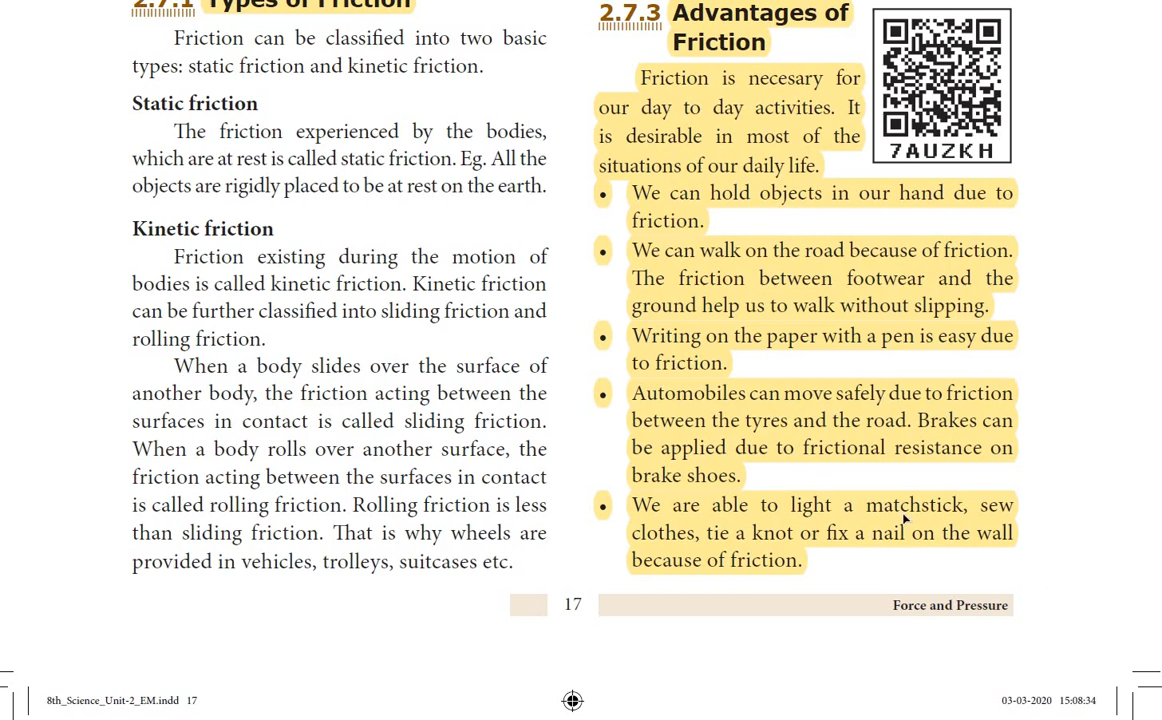 2.7.1 Types of Friction
Friction can be classified into two basic
types: static friction and kinetic friction.
Static friction
The friction experienced by the bodies,
which are at rest is called static friction. Eg. All the
objects are rigidly placed to be at rest on the earth.
Kinetic friction
Friction existing during the motion of
bodies is called kinetic friction. Kinetic friction
can be further classified into sliding friction and
rolling friction.
When a body slides over the surface of
another body, the friction acting between the
surfaces in contact is called sliding friction.
When a body rolls over another surface, the
friction acting between the surfaces in contact
is called rolling friction. Rolling friction is less
than sliding friction. That is why wheels are
provided in vehicles, trolleys, suitcases etc.
2.7.3 Advantages of
Friction
7AUZKH
Friction is necesary for
our day to day activities. It
is desirable in most of the
situations of our daily life.
• We can hold objects in our hand due to
friction.
• We can walk on the road because of friction.
The friction between footwear and the
ground help us to walk without slipping.
• Writing on the paper with a pen is easy due
to friction.
• Automobiles can move safely due to friction
between the tyres and the road. Brakes can
be applied due to frictional resistance on
brake shoes.
• We are able to light a matchstick, sew
clothes, tie a knot or fix a nail on the wall
because of friction.
17
Force and Pressure
8th_Science_Unit-2_EM.indd 17
03-03-2020 15:08:34